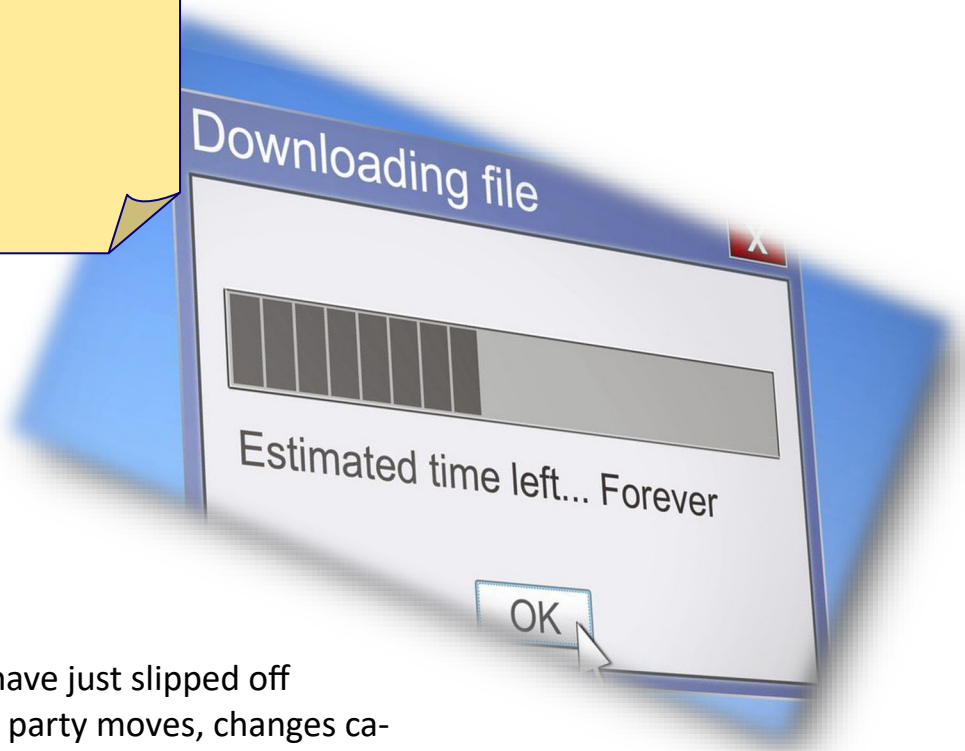 Downloading file
X
Estimated time left... Forever
OK
have just slipped off
party moves, changes ca-